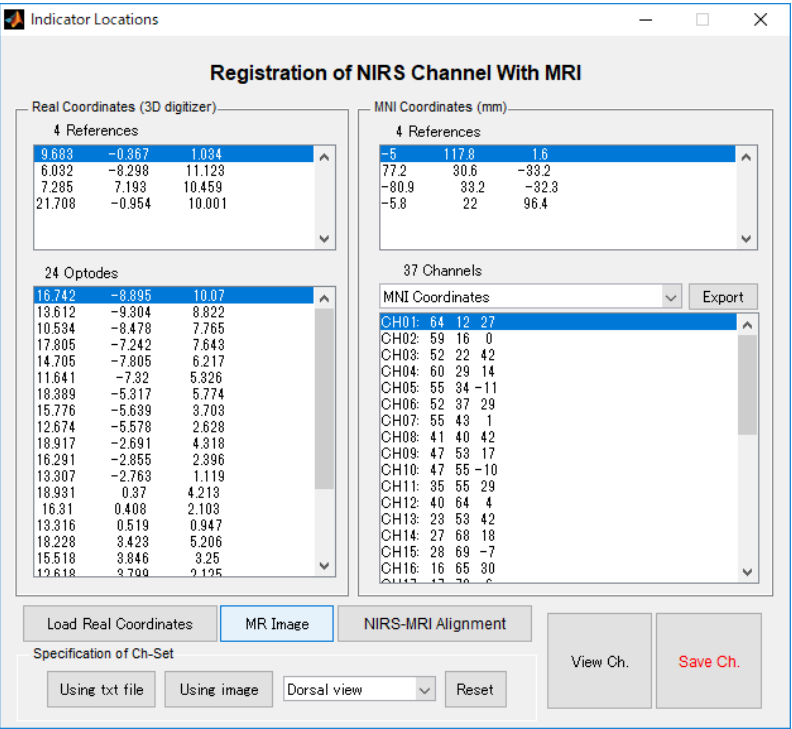 Indicator Locations
Registration of NIRS Channel With MRI
Real Coordinates (3D digitizer)
4 References
9.683 −0.367 1.034
6.032 −8.298 11.123
7.285 7.193 10.459
21.708 −0.954 10.001
24 Optodes
16.742 −8.895 10.07
13.612 −9.304 8.822
10.534 −8.478 7.765
17.805 −7.242 7.643
14.705 −7.805 6.217
11.641 −7.32 5.326
18.389 −5.317 5.774
15.776 −5.639 3.703
12.674 −5.578 2.628
18.917 −2.691 4.318
16.291 −2.855 2.396
13.307 −2.763 1.119
18.931 0.37 4.213
16.31 0.408 2.103
13.316 0.519 0.947
18.228 3.423 5.206
15.518 3.846 3.25
12.618 3.799 2.125
MNI Coordinates (mm)
4 References
−5 117.8 1.6
77.2 30.6 −33.2
−80.9 33.2 −32.3
−5.8 22 96.4
37 Channels
MNI Coordinates
Export
CH01: 64 12 27
CH02: 59 16 0
CH03: 52 22 42
CH04: 60 29 14
CH05: 55 34 −11
CH06: 52 37 29
CH07: 55 43 1
CH08: 41 40 42
CH09: 47 53 17
CH10: 47 55 −10
CH11: 35 55 29
CH12: 40 64 4
CH13: 23 53 42
CH14: 27 68 18
CH15: 28 69 −7
CH16: 16 65 30
Load Real Coordinates
MR Image
NIRS-MRI Alignment
Specification of Ch-Set
Using txt file
Using image
Dorsal view
Reset
View Ch.
Save Ch.